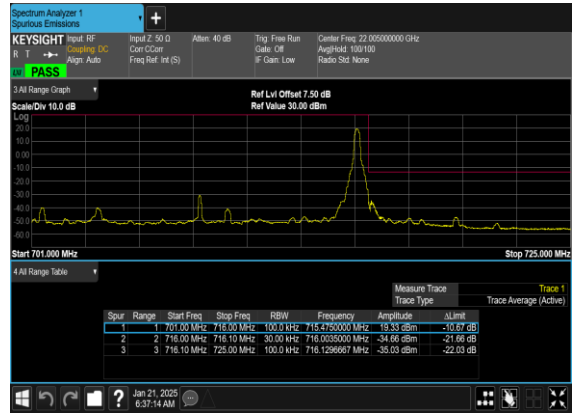 Spectrum Analyzer 1
Spurious Emissions
+
KEYSIGHT Input: RF Input Z: 50 Ω Atten: 40 dB Trig: Free Run Center Freq: 22.005000000 GHz
R T Coupling: DC Corr CCorr Gate: Off Avg|Hold: 100/100
Align: Auto Freq Ref: Int (S) IF Gain: Low Radio Std: None
LXI PASS
3 All Range Graph
Ref Lvl Offset 7.50 dB
Scale/Div 10.0 dB Ref Value 30.00 dBm
Log
20.0
10.0
0.00
-10.0
-20.0
-30.0
-40.0
-50.0
-60.0
Start 701.000 MHz Stop 725.000 MHz
4 All Range Table
Measure Trace Trace 1
Trace Type Trace Average (Active)
Spur Range Start Freq Stop Freq RBW Frequency Amplitude ΔLimit
1 1 701.00 MHz 716.00 MHz 100.0 kHz 715.4750000 MHz 19.33 dBm -10.67 dB
2 2 716.00 MHz 716.10 MHz 30.00 kHz 716.0035000 MHz -34.66 dBm -21.66 dB
3 3 716.10 MHz 725.00 MHz 100.0 kHz 716.1296667 MHz -35.03 dBm -22.03 dB
? Jan 21, 2025
6:37:14 AM